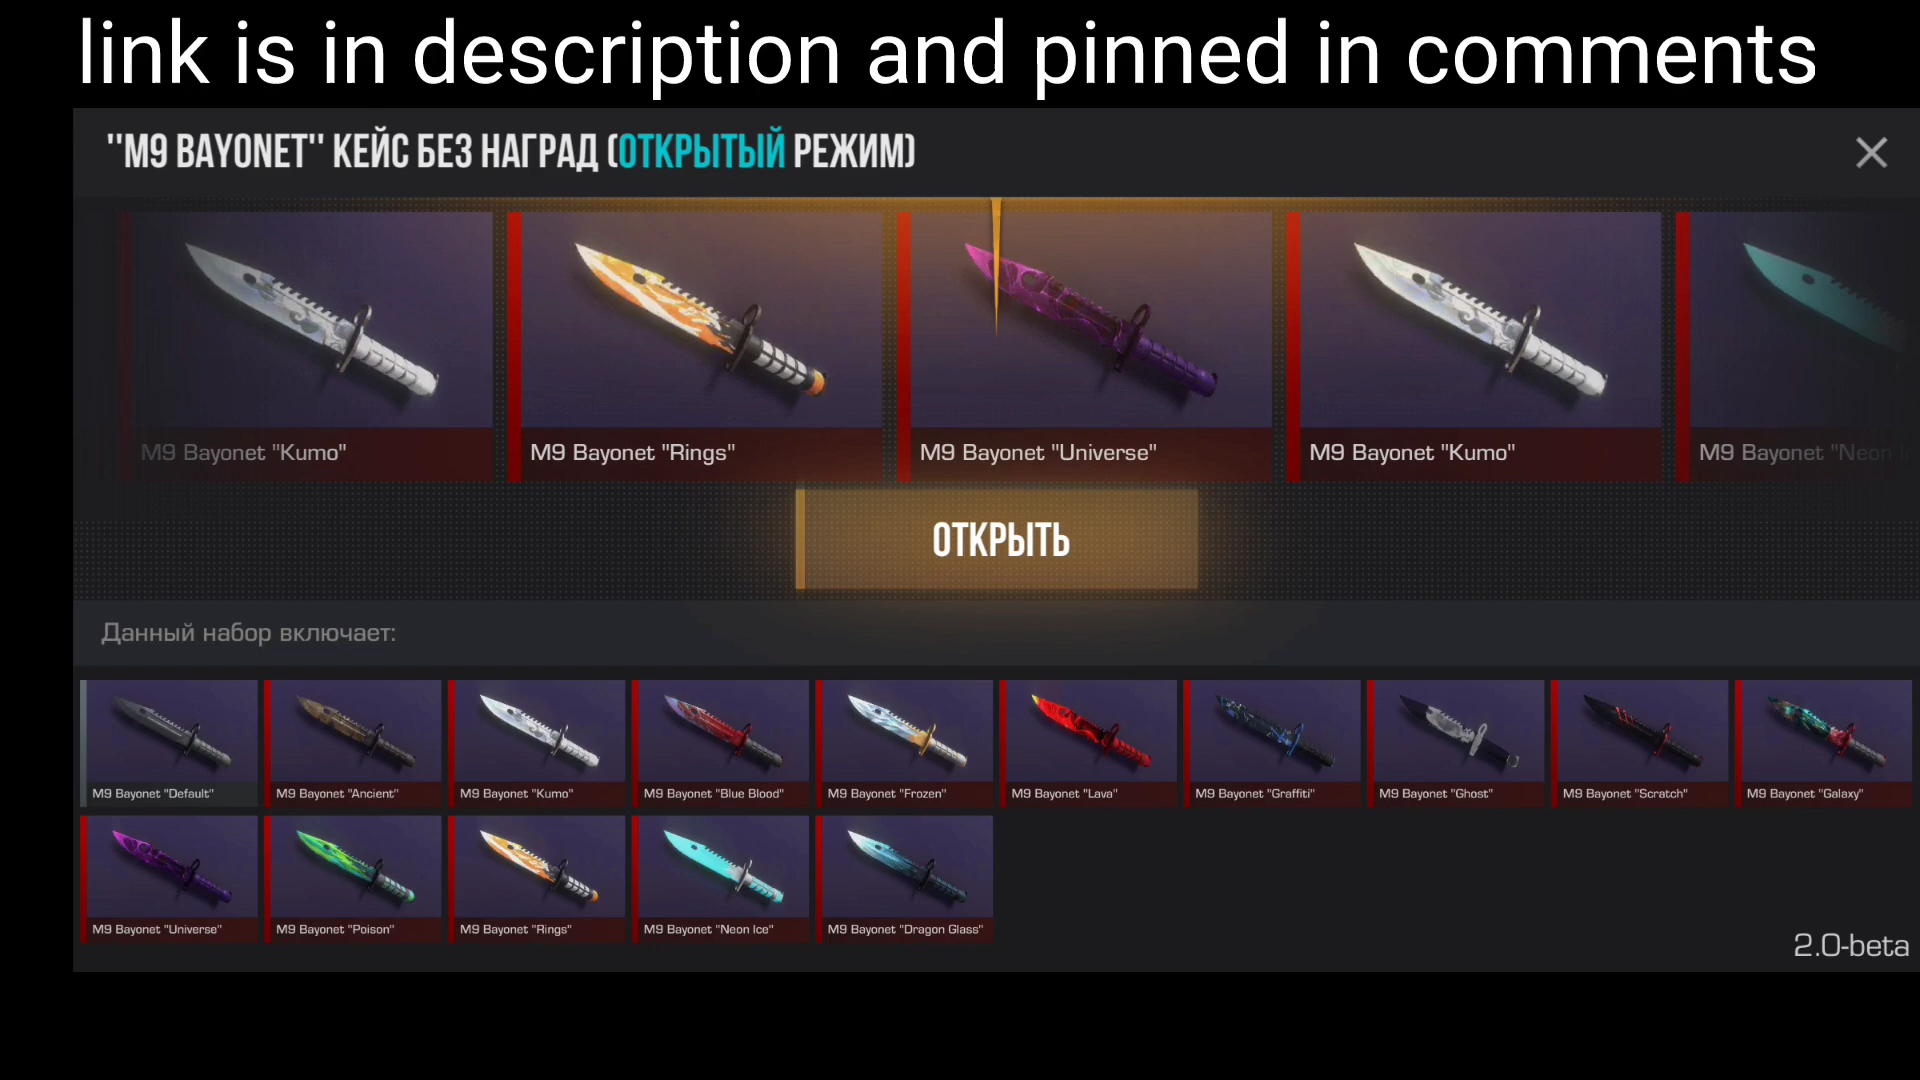 link is in description and pinned in comments
"M9 BAYONET" КЕЙС БЕЗ НАГРАД (ОТКРЫТЫЙ РЕЖИМ)
M9 Bayonet "Kumo"
M9 Bayonet "Rings"
M9 Bayonet "Universe"
M9 Bayonet "Kumo"
M9 Bayonet "Neon
ОТКРЫТЬ
Данный набор включает:
M9 Bayonet "Default"
M9 Bayonet "Ancient"
M9 Bayonet "Kumo"
M9 Bayonet "Blue Blood"
M9 Bayonet "Frozen"
M9 Bayonet "Lava"
M9 Bayonet "Graffiti"
M9 Bayonet "Ghost"
M9 Bayonet "Scratch"
M9 Bayonet "Galaxy"
M9 Bayonet "Universe"
M9 Bayonet "Poison"
M9 Bayonet "Rings"
M9 Bayonet "Neon Ice"
M9 Bayonet "Dragon Glass"
2.0-beta